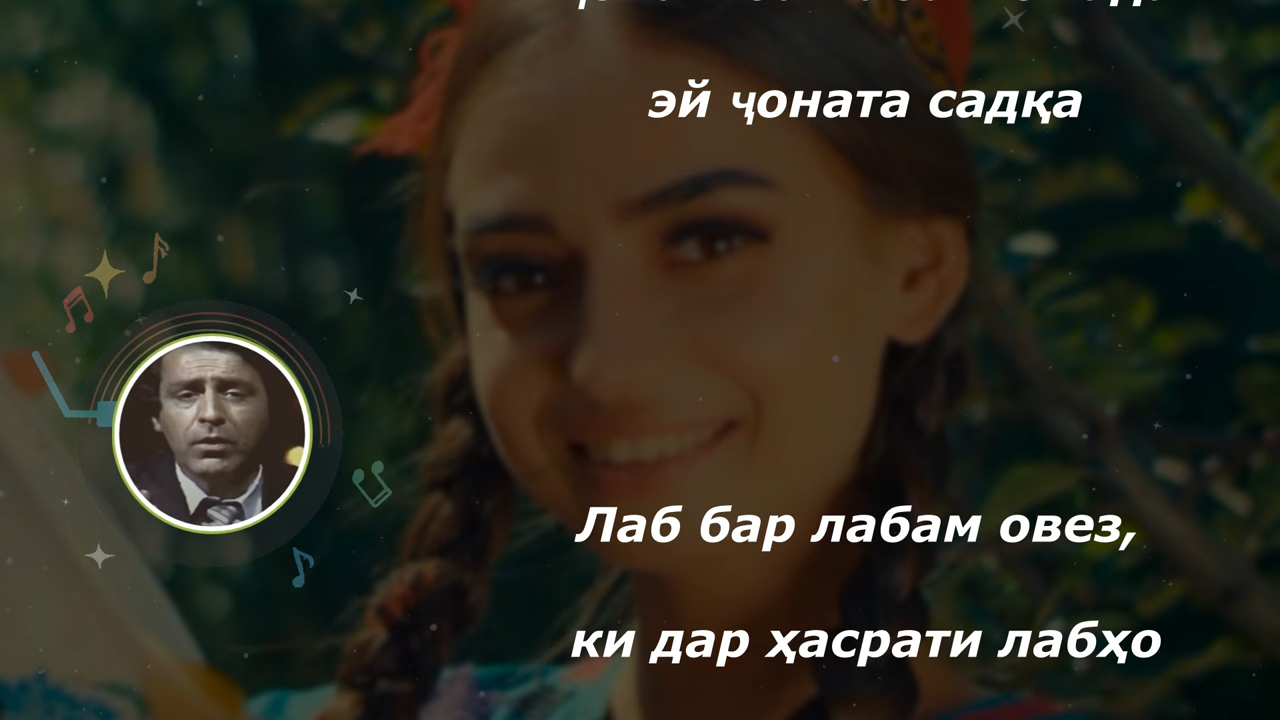 эй ҷоната садқа
Лаб бар лабам овез,
ки дар ҳасрати лабҳо